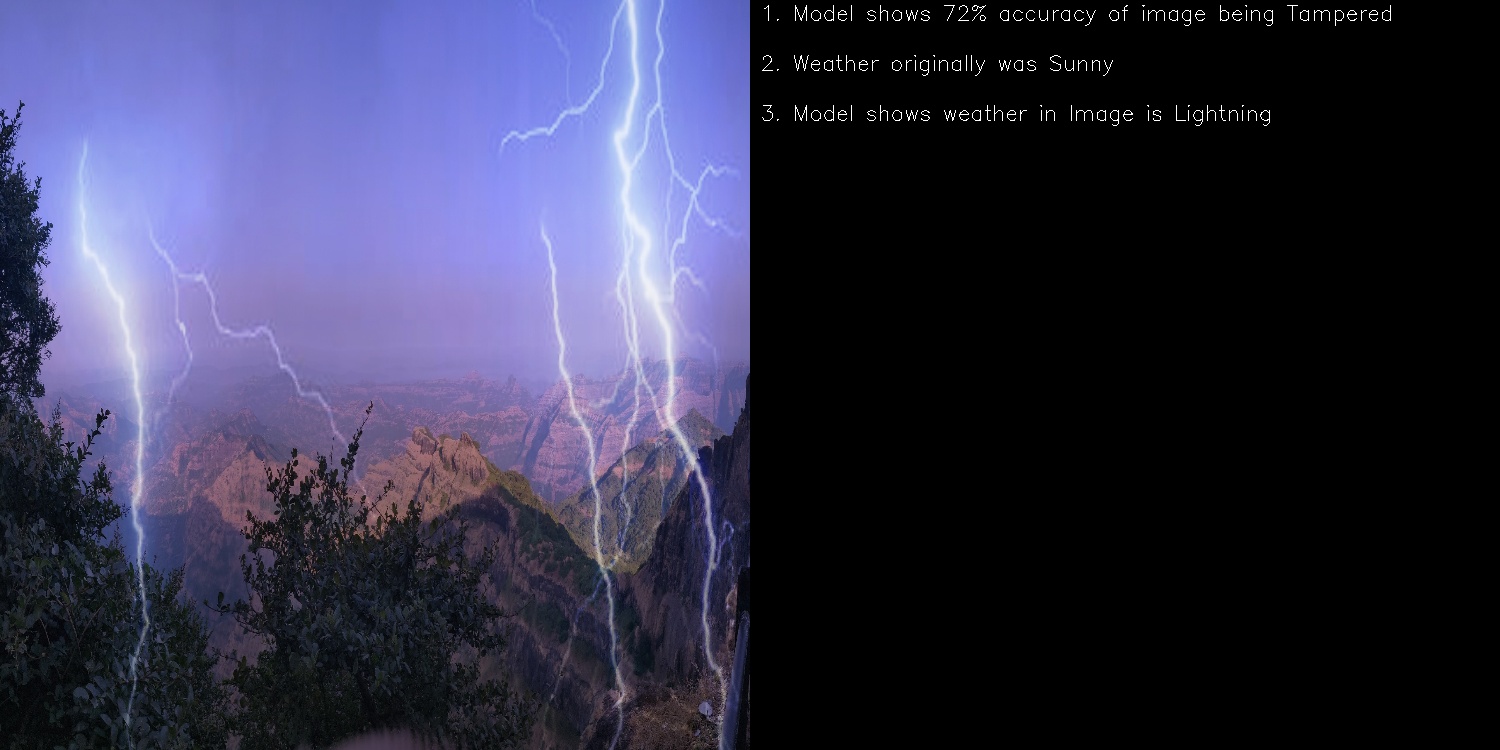 1. Model shows 72% accuracy of image being Tampered
2. Weather originally was Sunny
3. Model shows weather in Image is Lightning